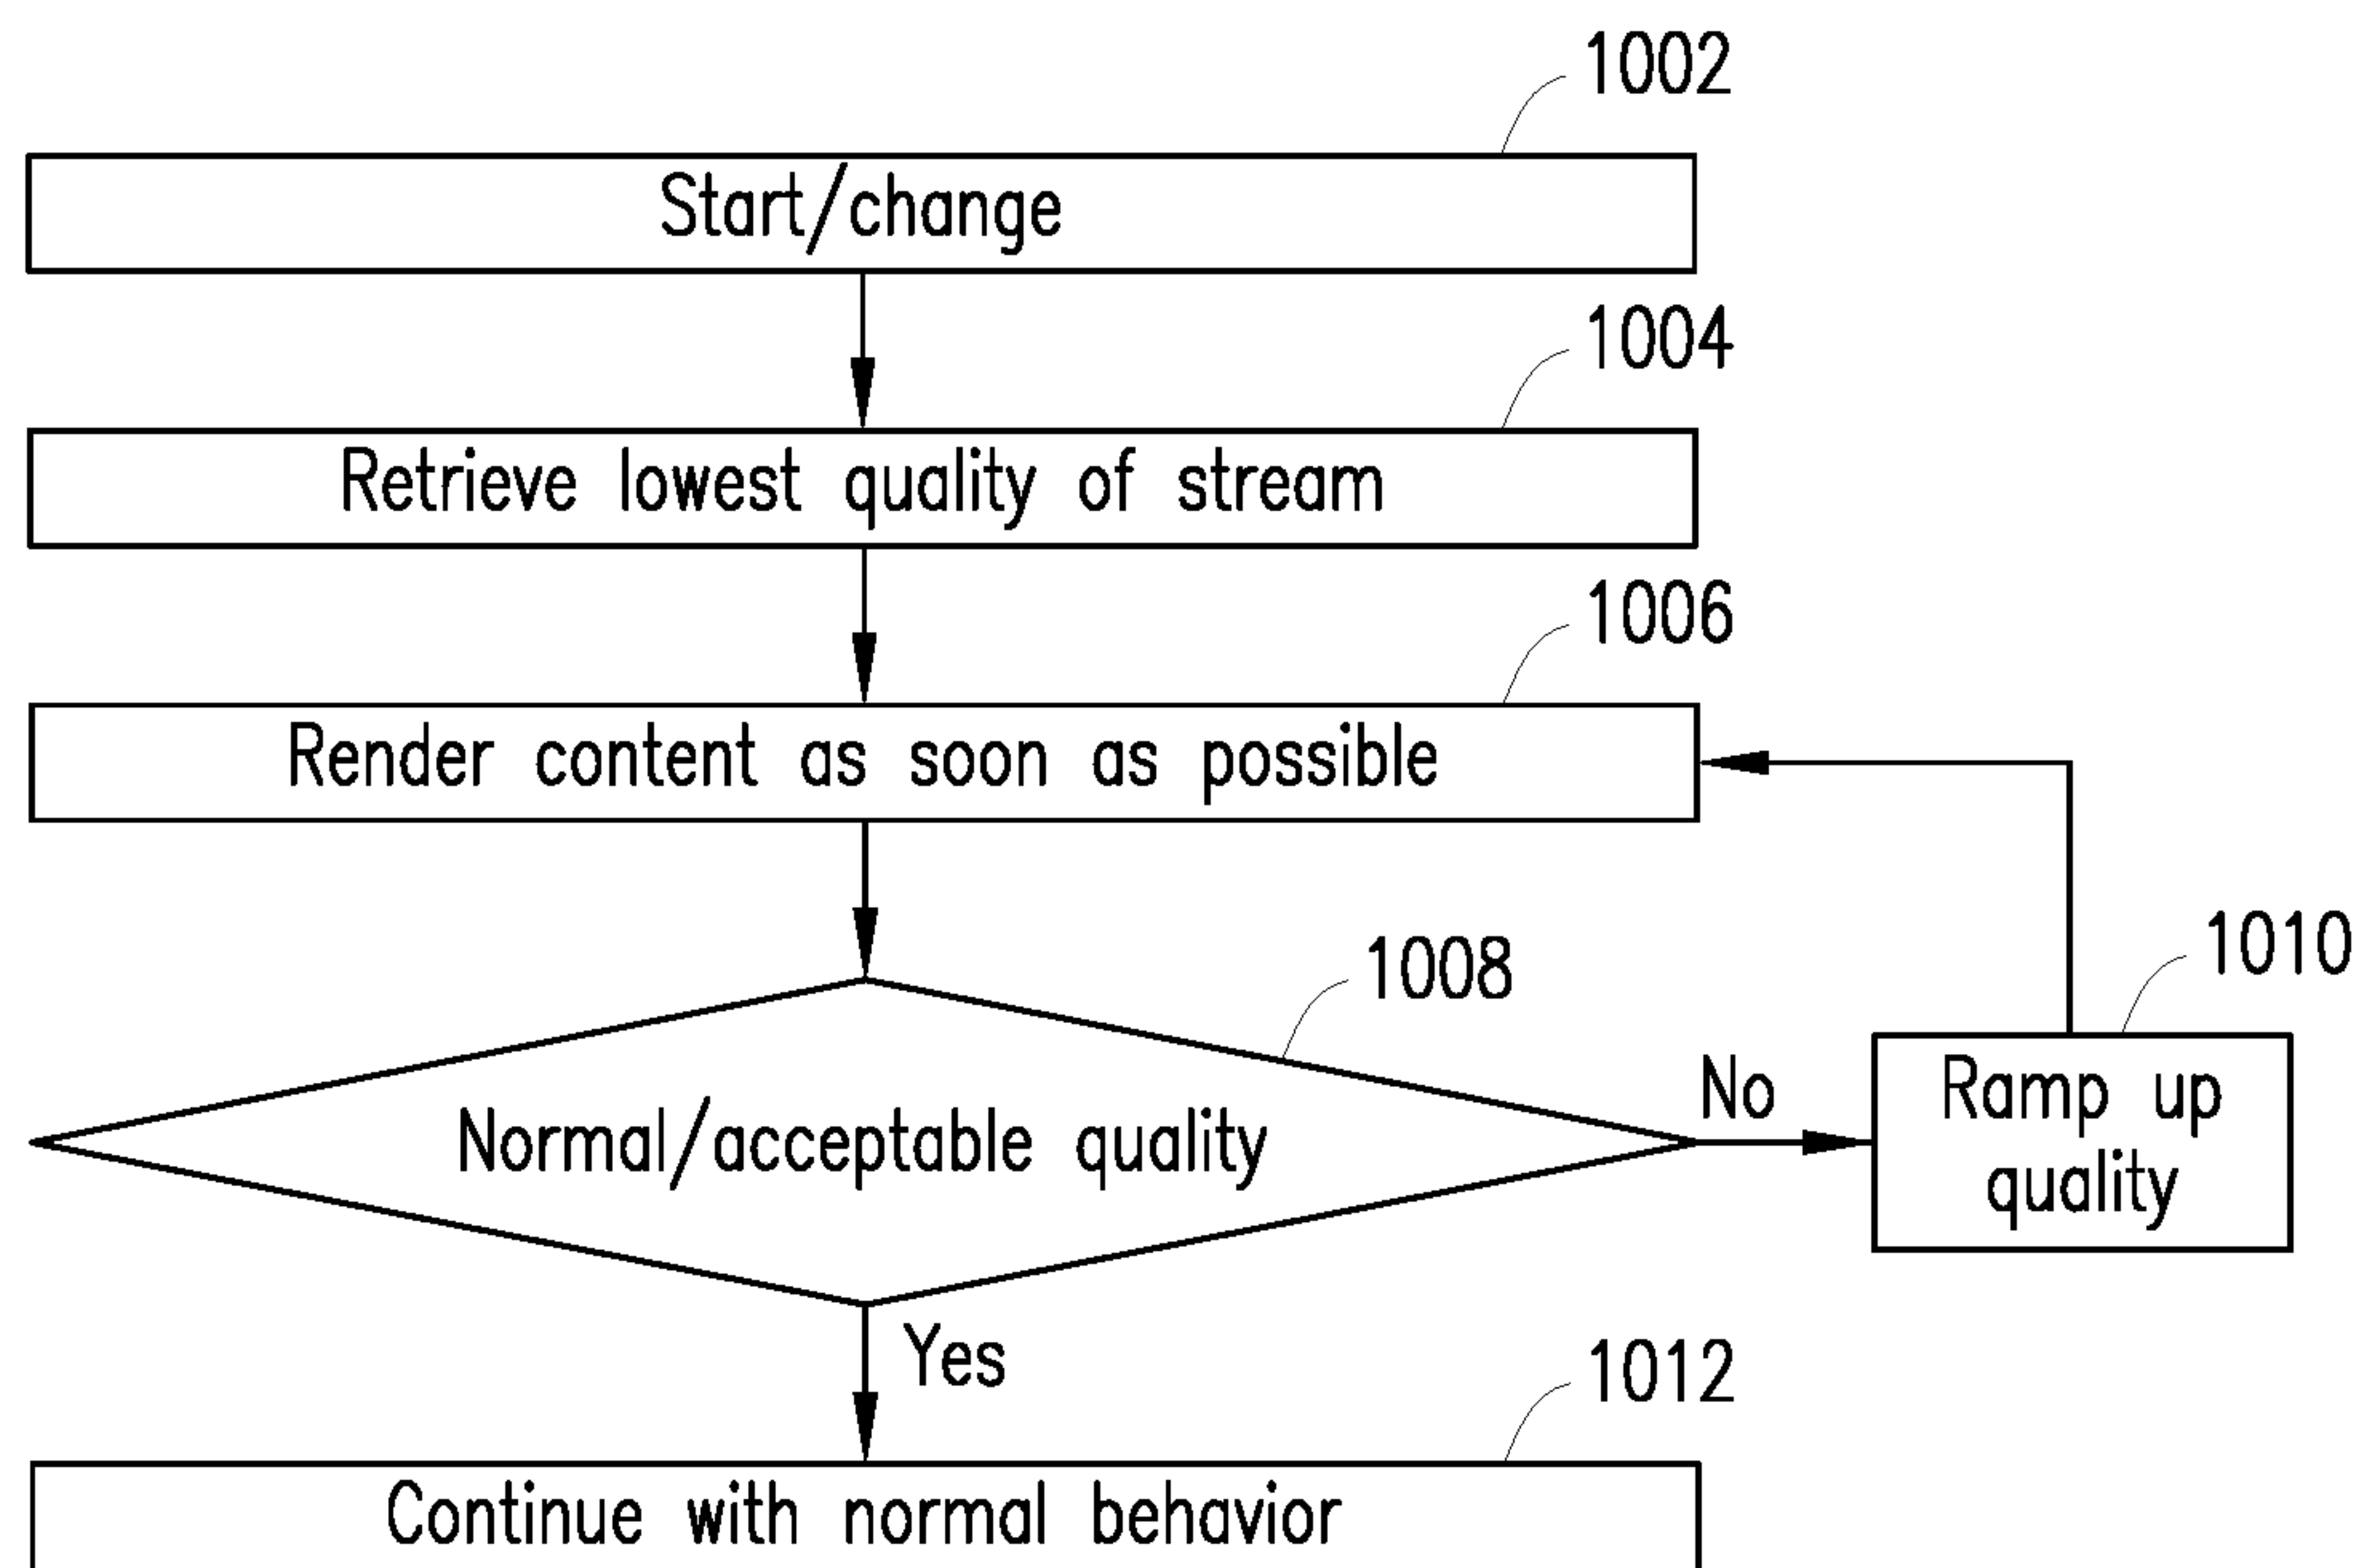 1002
Start/change
1004
Retrieve lowest quality of stream
1006
Render content as soon as possible
1008
Normal/acceptable quality
No
1010
Ramp up
quality
Yes
1012
Continue with normal behavior